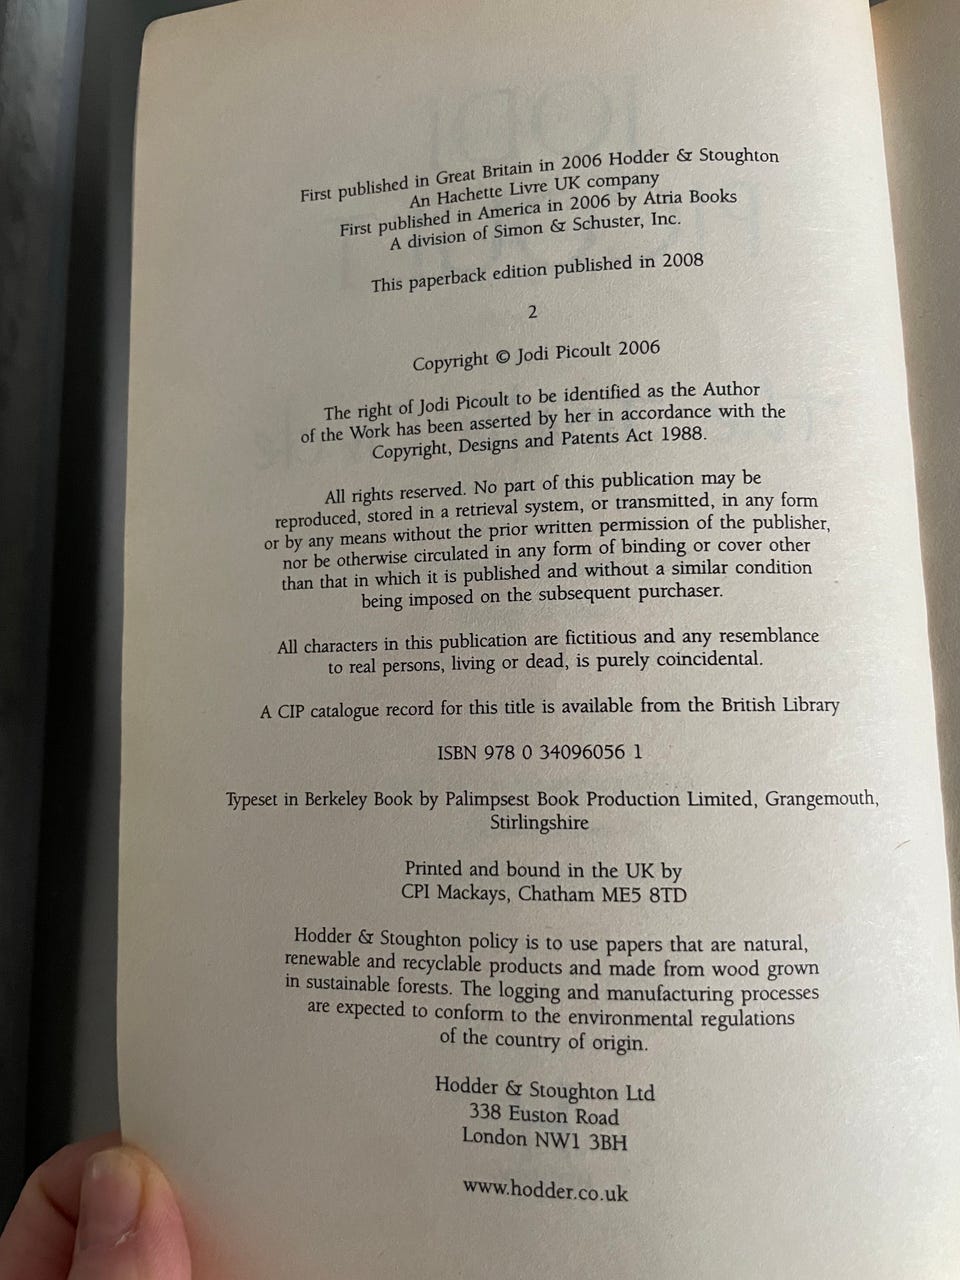 First published in Great Britain in 2006 Hodder & Stoughton
An Hachette Livre UK company
First published in America in 2006 by Atria Books
A division of Simon & Schuster, Inc.
This paperback edition published in 2008
2
Copyright © Jodi Picoult 2006
The right of Jodi Picoult to be identified as the Author
of the Work has been asserted by her in accordance with the
Copyright, Designs and Patents Act 1988.
All rights reserved. No part of this publication may be
reproduced, stored in a retrieval system, or transmitted, in any form
or by any means without the prior written permission of the publisher,
nor be otherwise circulated in any form of binding or cover other
than that in which it is published and without a similar condition
being imposed on the subsequent purchaser.
All characters in this publication are fictitious and any resemblance
to real persons, living or dead, is purely coincidental.
A CIP catalogue record for this title is available from the British Library
ISBN 978 0 34096056 1
Typeset in Berkeley Book by Palimpsest Book Production Limited, Grangemouth,
Stirlingshire
Printed and bound in the UK by
CPI Mackays, Chatham ME5 8TD
Hodder & Stoughton policy is to use papers that are natural,
renewable and recyclable products and made from wood grown
in sustainable forests. The logging and manufacturing processes
are expected to conform to the environmental regulations
of the country of origin.
Hodder & Stoughton Ltd
338 Euston Road
London NW1 3BH
www.hodder.co.uk